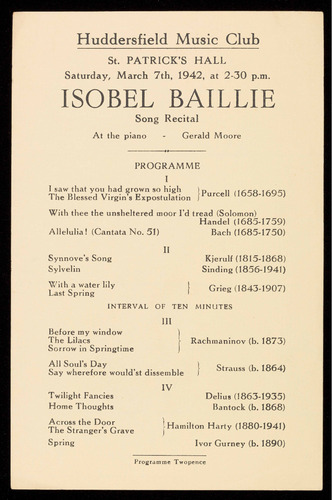 Huddersfield Music Club
St. PATRICK'S HALL
Saturday, March 7th, 1942, at 2-30 p.m.
ISOBEL BAILLIE
Song Recital
At the piano - Gerald Moore
PROGRAMME
I
I saw that you had grown so high
The Blessed Virgin's Expostulation } Purcell (1658-1695)
With thee the unsheltered moor I'd tread (Solomon)
Handel (1685-1759)
Allelulia! (Cantata No. 51) Bach (1685-1750)
II
Synnove's Song Kjerulf (1815-1868)
Sylvelin Sinding (1856-1941)
With a water lily
Last Spring } Grieg (1843-1907)
INTERVAL OF TEN MINUTES
III
Before my window
The Lilacs } Rachmaninov (b. 1873)
Sorrow in Springtime
All Soul's Day
Say wherefore would'st dissemble } Strauss (b. 1864)
IV
Twilight Fancies Delius (1863-1935)
Home Thoughts Bantock (b. 1868)
Across the Door
The Stranger's Grave } Hamilton Harty (1880-1941)
Spring Ivor Gurney (b. 1890)
Programme Twopence